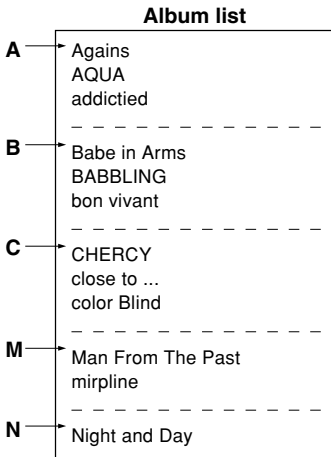 Album list
A
Agains
AQUA
addictied
B
Babe in Arms
BABBLING
bon vivant
C
CHERCY
close to ...
color Blind
M
Man From The Past
mirpline
N
Night and Day